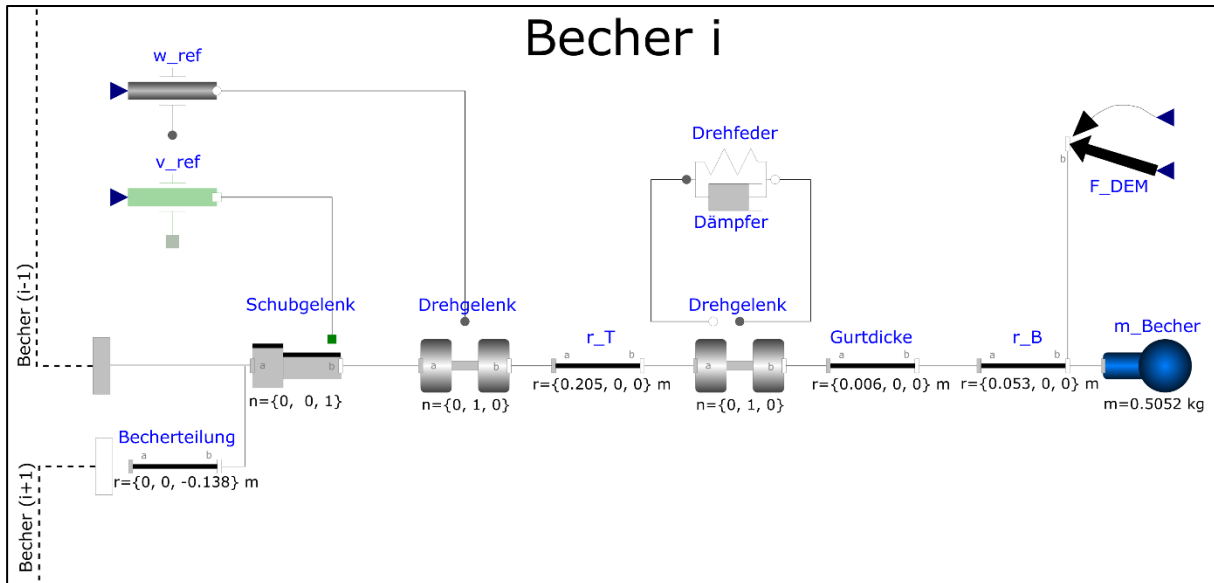 Becher i
w_ref
v_ref
Drehfeder
Dämpfer
b
F_DEM
Becher (i-1)
Schubgelenk
Drehgelenk
r_T
Drehgelenk
Gurtdicke
r_B
m_Becher
a b
a b
a b
a b
a b
a b
n={0, 0, 1}
n={0, 1, 0}
r={0.205, 0, 0} m
n={0, 1, 0}
r={0.006, 0, 0} m
r={0.053, 0, 0} m
m=0.5052 kg
Becherteilung
a b
r={0, 0, -0.138} m
Becher (i+1)